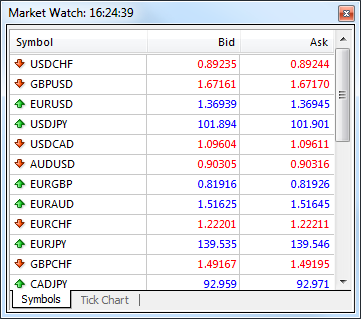 Market Watch: 16:24:39
Symbol Bid Ask
USDCHF 0.89235 0.89244
GBPUSD 1.67161 1.67170
EURUSD 1.36939 1.36945
USDJPY 101.894 101.901
USDCAD 1.09604 1.09611
AUDUSD 0.90305 0.90316
EURGBP 0.81916 0.81926
EURAUD 1.51625 1.51645
EURCHF 1.22201 1.22211
EURJPY 139.535 139.546
GBPCHF 1.49167 1.49195
CADJPY 92.959 92.971
Symbols Tick Chart